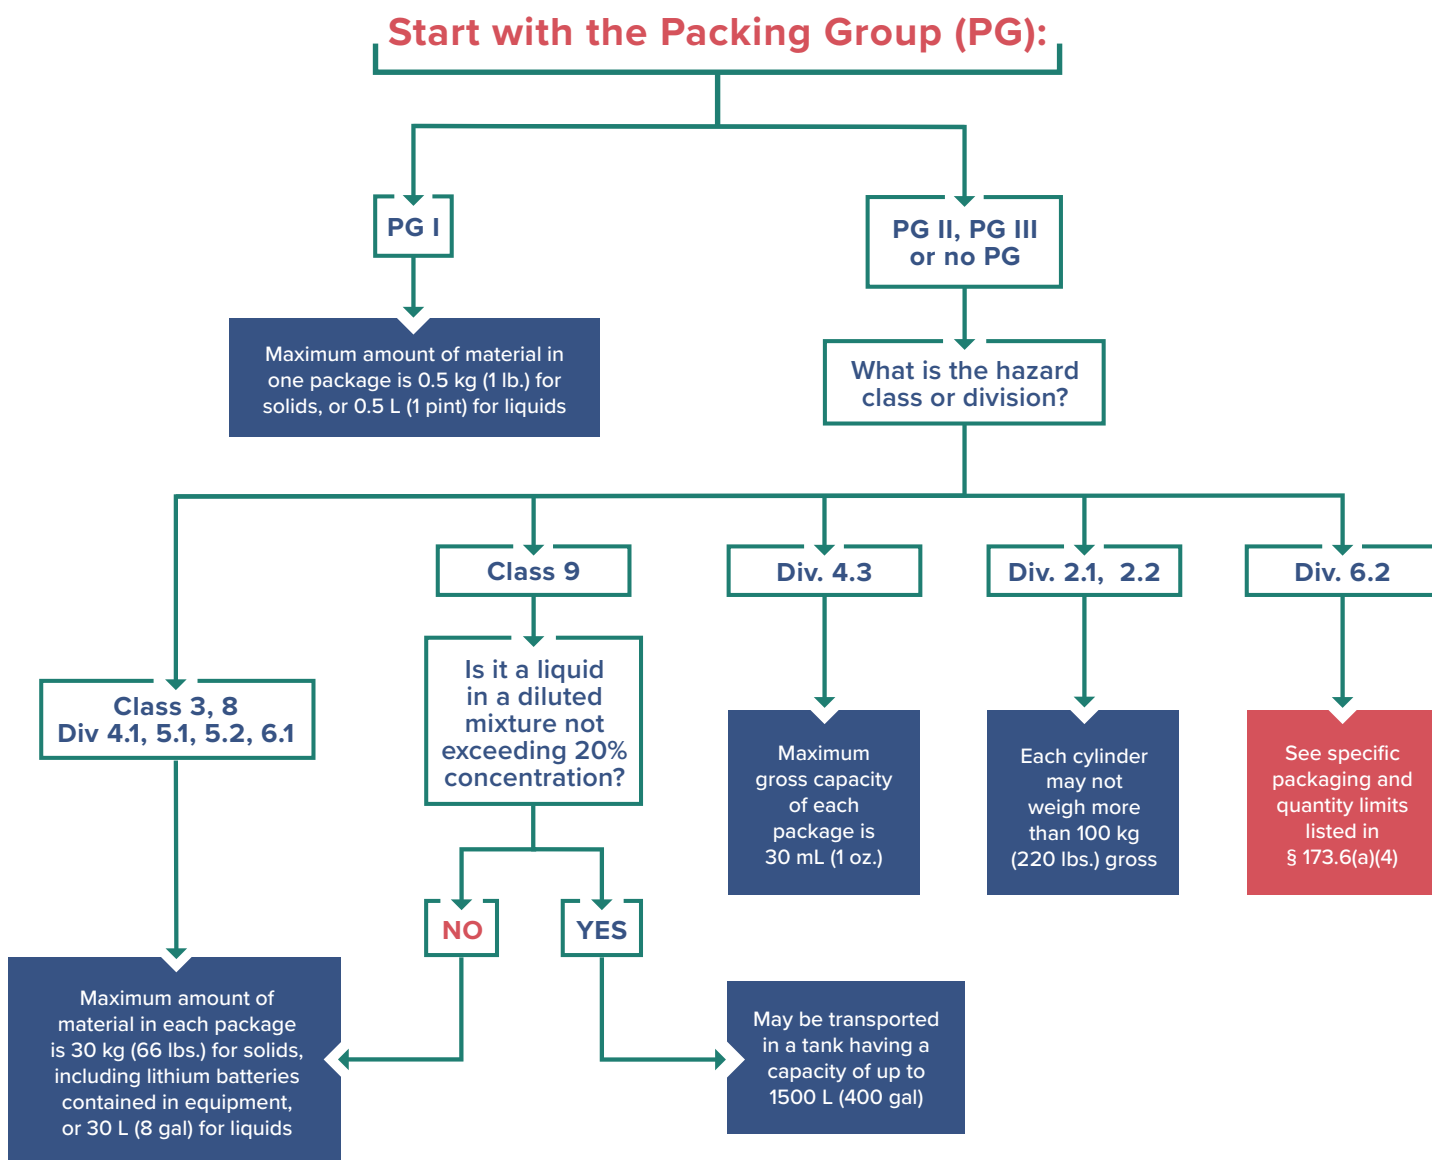 Start with the Packing Group (PG):
PG I
PG II, PG III
or no PG
Maximum amount of material in
one package is 0.5 kg (1 lb.) for
solids, or 0.5 L (1 pint) for liquids
What is the hazard
class or division?
Class 3, 8
Div 4.1, 5.1, 5.2, 6.1
Class 9
Div. 4.3
Div. 2.1,  2.2
Div. 6.2
Is it a liquid
in a diluted
mixture not
exceeding 20%
concentration?
Maximum
gross capacity
of each
package is
30 mL (1 oz.)
Each cylinder
may not
weigh more
than 100 kg
(220 lbs.) gross
See specific
packaging and
quantity limits
listed in
§ 173.6(a)(4)
NO
YES
Maximum amount of
material in each package
is 30 kg (66 lbs.) for solids,
including lithium batteries
contained in equipment,
or 30 L (8 gal) for liquids
May be transported
in a tank having a
capacity of up to
1500 L (400 gal)